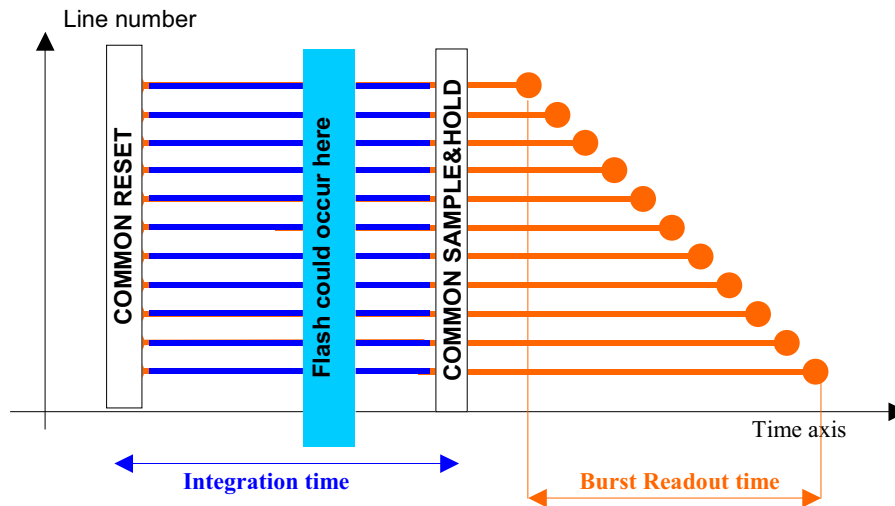 Line number
COMMON RESET
Flash could occur here
COMMON SAMPLE&HOLD
Time axis
Integration time
Burst Readout time